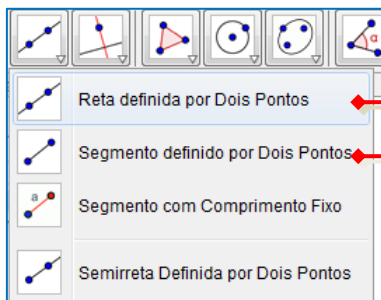 α
Reta definida por Dois Pontos
Segmento definido por Dois Pontos
a
Segmento com Comprimento Fixo
Semirreta Definida por Dois Pontos